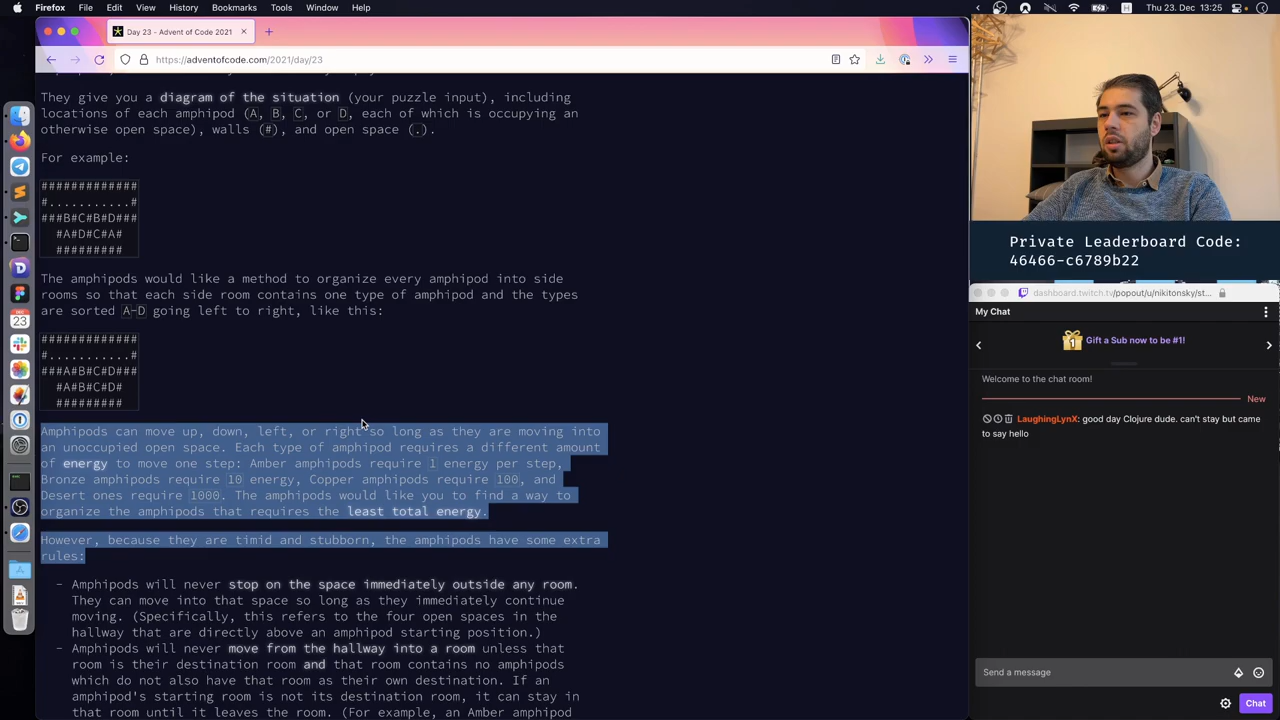 Firefox File Edit View History Bookmarks Tools Window Help
Thu 23. Dec 13:25
Day 23 - Advent of Code 2021
https://adventofcode.com/2021/day/23
They give you a diagram of the situation (your puzzle input), including
locations of each amphipod (A, B, C, or D, each of which is occupying an
otherwise open space), walls (#), and open space (.).
For example:
#############
#...........#
###B#C#B#D###
#A#D#C#A#
#########
The amphipods would like a method to organize every amphipod into side
rooms so that each side room contains one type of amphipod and the types
are sorted A-D going left to right, like this:
#############
#...........#
###A#B#C#D###
#A#B#C#D#
#########
Amphipods can move up, down, left, or right so long as they are moving into
an unoccupied open space. Each type of amphipod requires a different amount
of energy to move one step: Amber amphipods require 1 energy per step,
Bronze amphipods require 10 energy, Copper amphipods require 100, and
Desert ones require 1000. The amphipods would like you to find a way to
organize the amphipods that requires the least total energy.
However, because they are timid and stubborn, the amphipods have some extra
rules:
- Amphipods will never stop on the space immediately outside any room.
They can move into that space so long as they immediately continue
moving. (Specifically, this refers to the four open spaces in the
hallway that are directly above an amphipod starting position.)
- Amphipods will never move from the hallway into a room unless that
room is their destination room and that room contains no amphipods
which do not also have that room as their own destination. If an
amphipod's starting room is not its destination room, it can stay in
that room until it leaves the room. (For example, an Amber amphipod
Private Leaderboard Code:
46466-c6789b22
dashboard.twitch.tv/popout/u/nikitonsky/st...
My Chat
1
Gift a Sub now to be #1!
Welcome to the chat room!
New
LaughingLynX: good day Clojure dude. can't stay but came
to say hello
Send a message
Chat